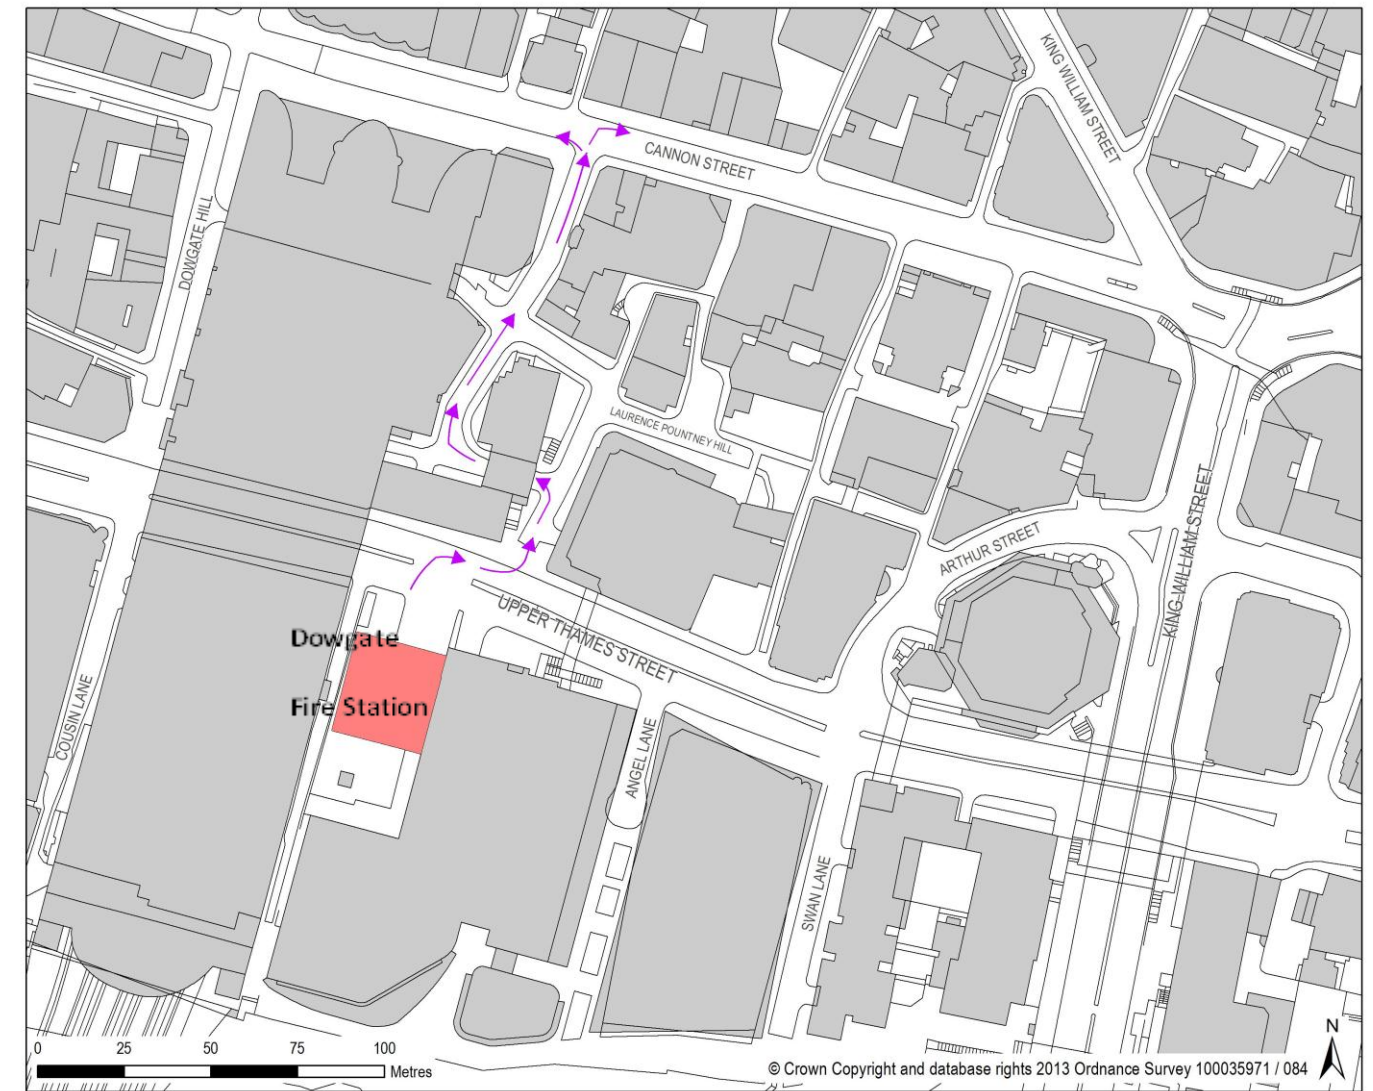 KING WILLIAM STREET
CANNON STREET
DOWGATE HILL
LAURENCE POUNTNEY HILL
ARTHUR STREET
KING WILLIAM STREET
UPPER THAMES STREET
Dowgate
Fire Station
COUSIN LANE
ANGEL LANE
SWAN LANE
N
0 25 50 75 100
Metres
© Crown Copyright and database rights 2013 Ordnance Survey 100035971 / 084